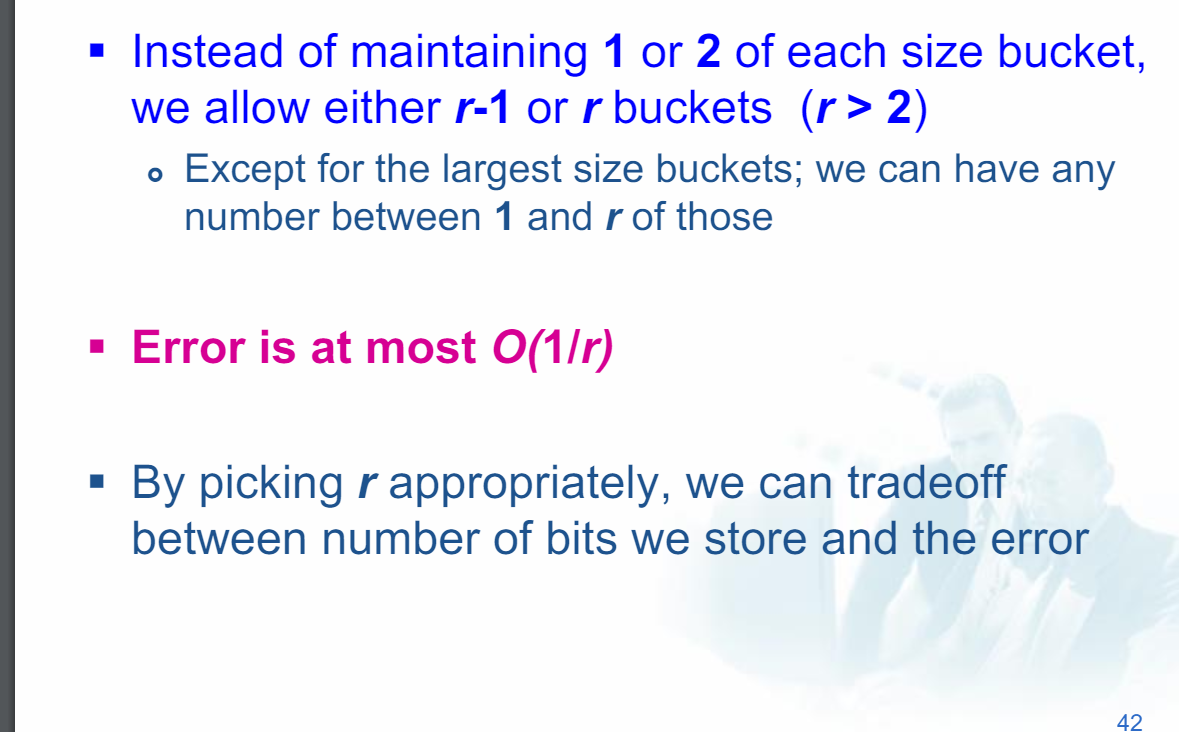 ▪ Instead of maintaining 1 or 2 of each size bucket,
we allow either r-1 or r buckets (r > 2)
o Except for the largest size buckets; we can have any
number between 1 and r of those
▪ Error is at most O(1/r)
▪ By picking r appropriately, we can tradeoff
between number of bits we store and the error
42